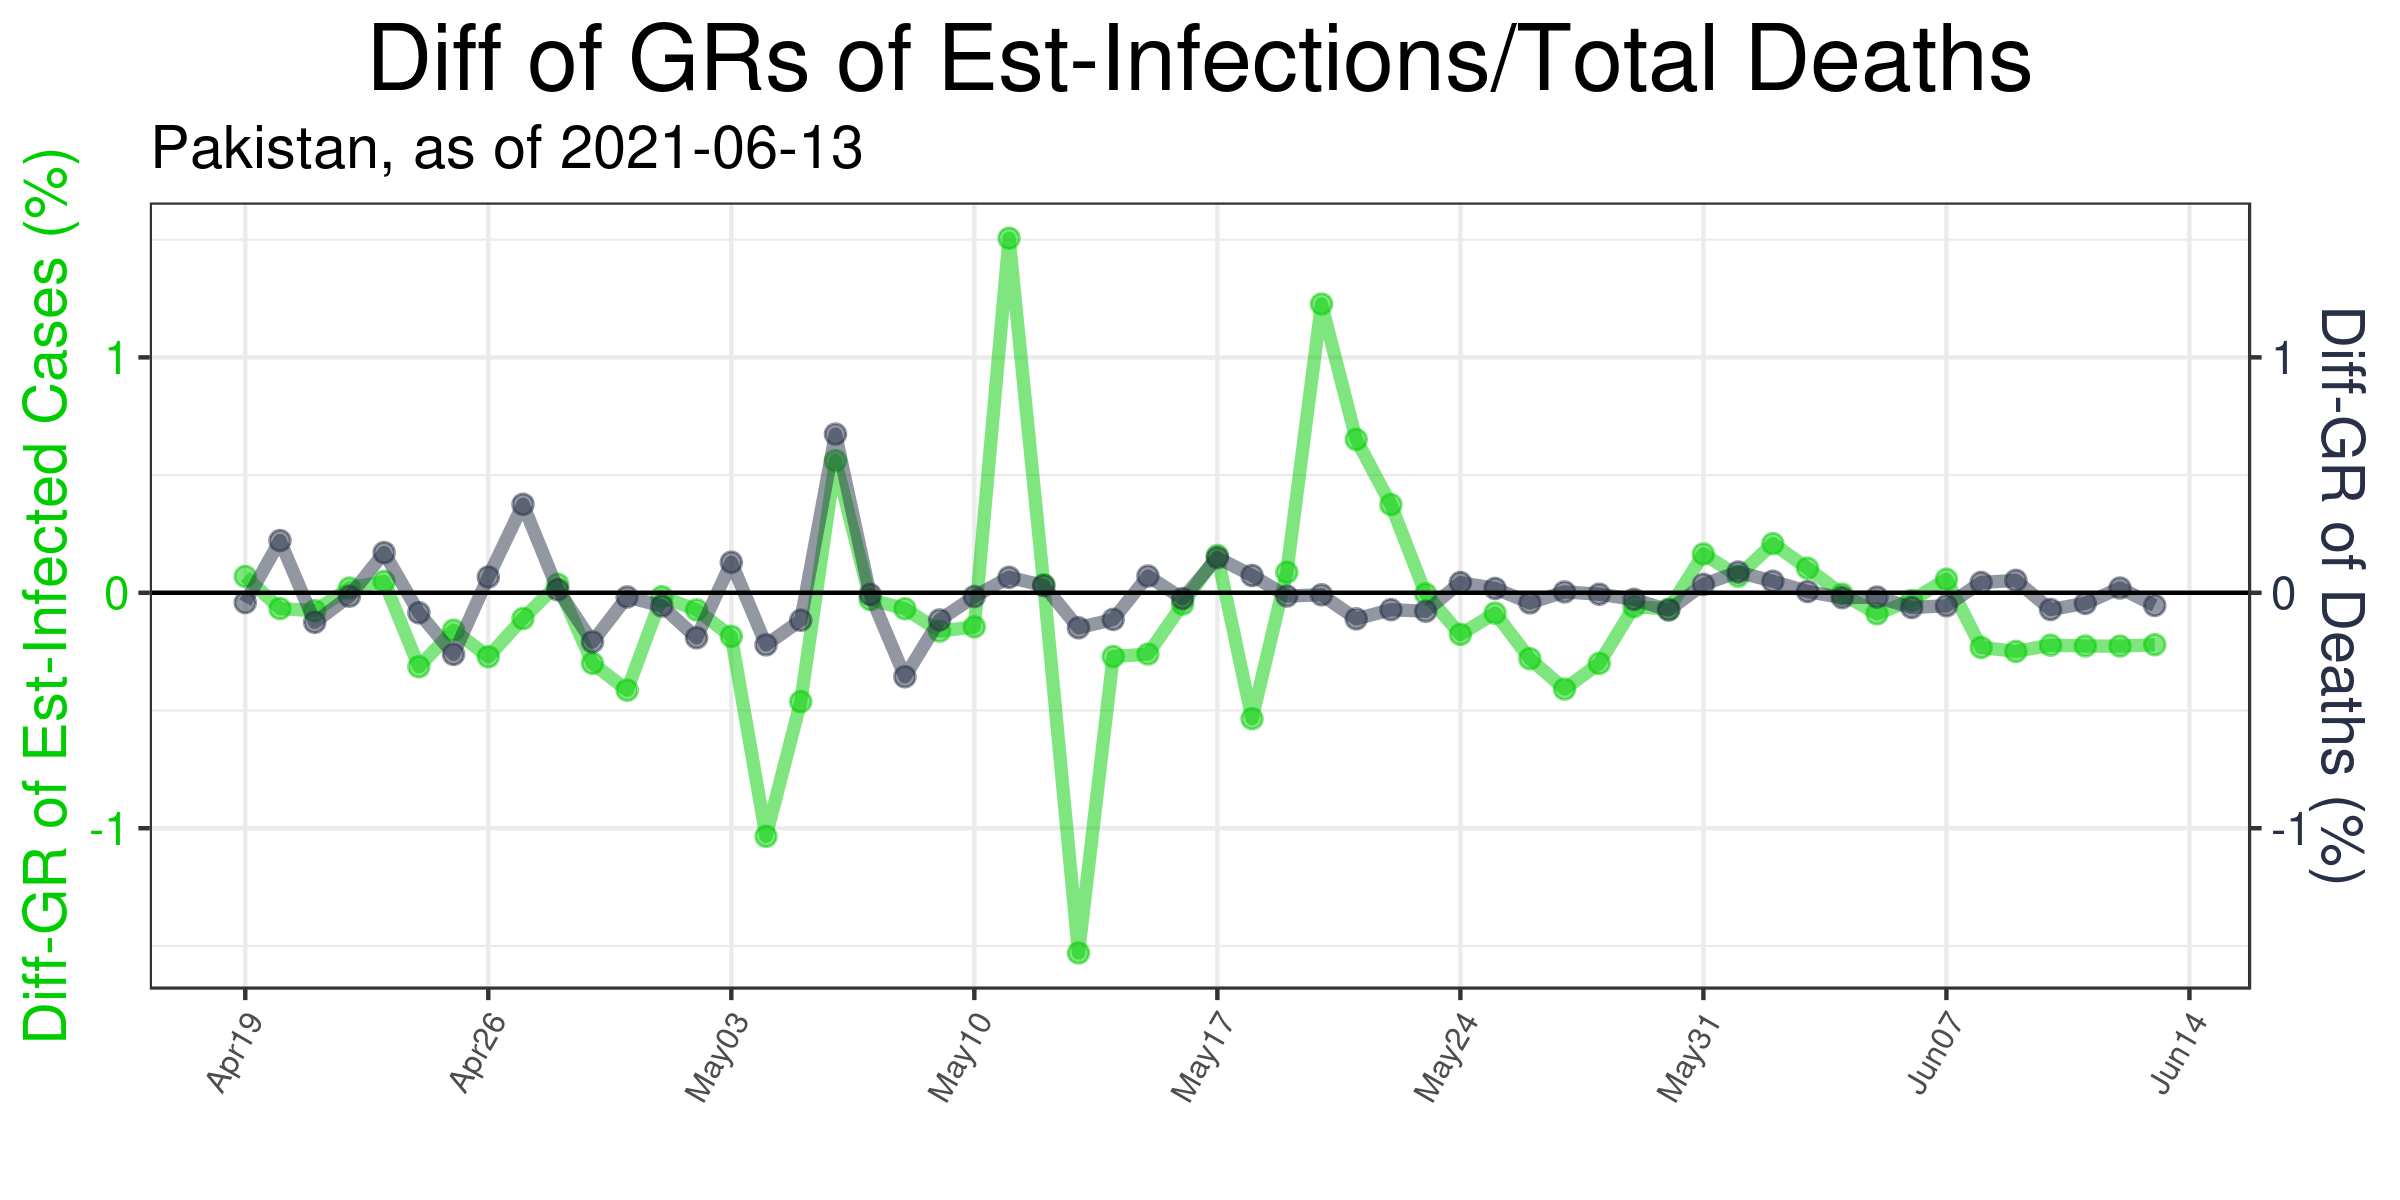 Diff of GRs of Est-Infections/Total Deaths
Pakistan, as of 2021-06-13
Diff-GR of Est-Infected Cases (%)
1
0
-1
1
0
-1
Diff-GR of Deaths (%)
Apr19
Apr26
May03
May10
May17
May24
May31
Jun07
Jun14